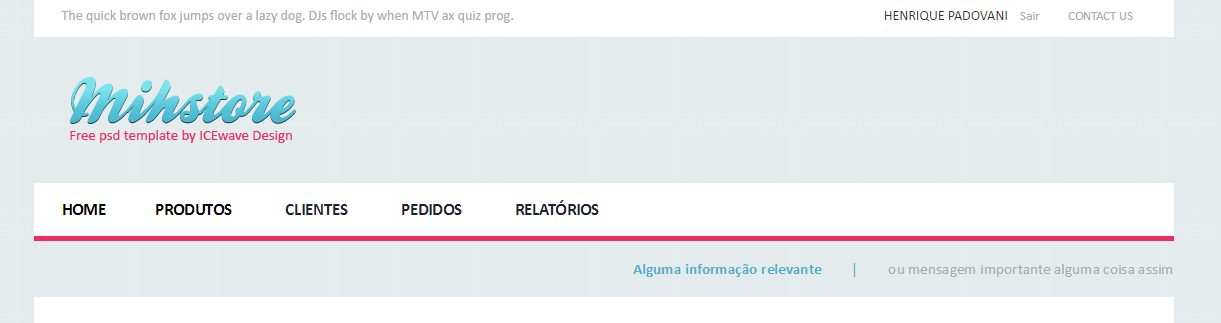 The quick brown fox jumps over a lazy dog. DJs flock by when MTV ax quiz prog. HENRIQUE PADOVANI Sair CONTACT US
Mihstore
Free psd template by ICEwave Design
HOME PRODUTOS CLIENTES PEDIDOS RELATÓRIOS
Alguma informação relevante | ou mensagem importante alguma coisa assim